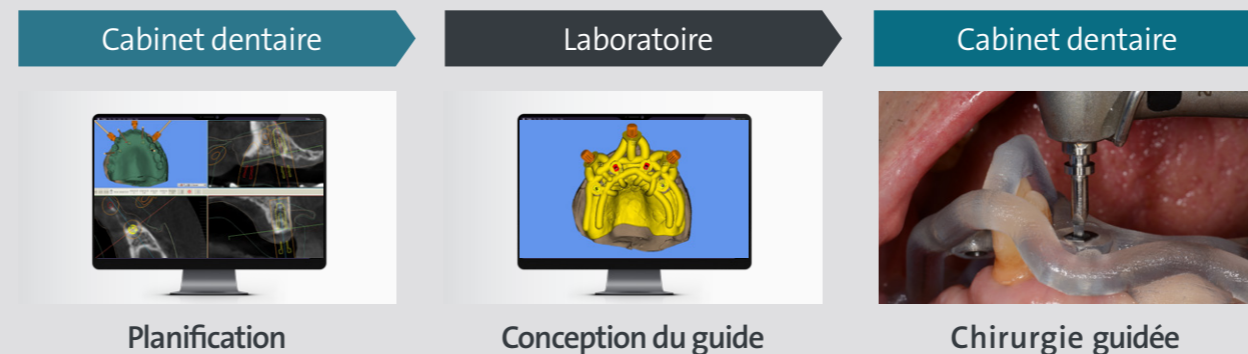 Cabinet dentaire
Laboratoire
Cabinet dentaire
Planification
Conception du guide
Chirurgie guidée